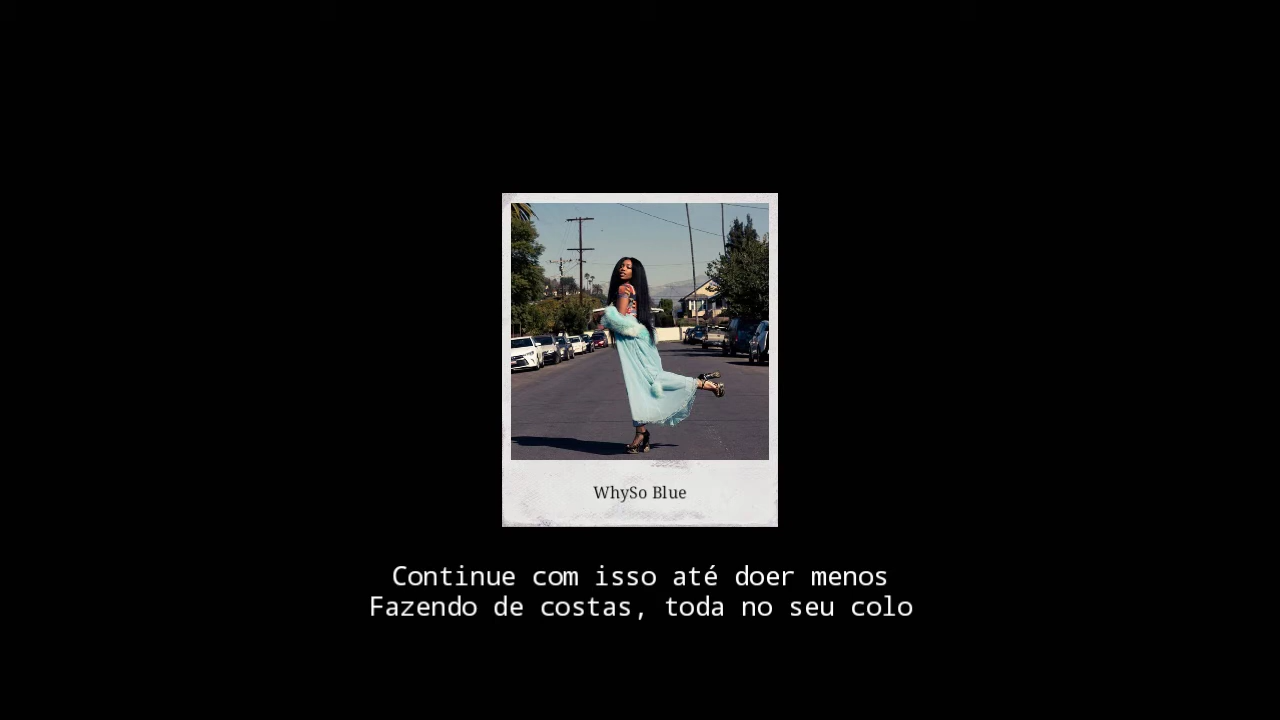 WhySo Blue
Continue com isso até doer menos
Fazendo de costas, toda no seu colo